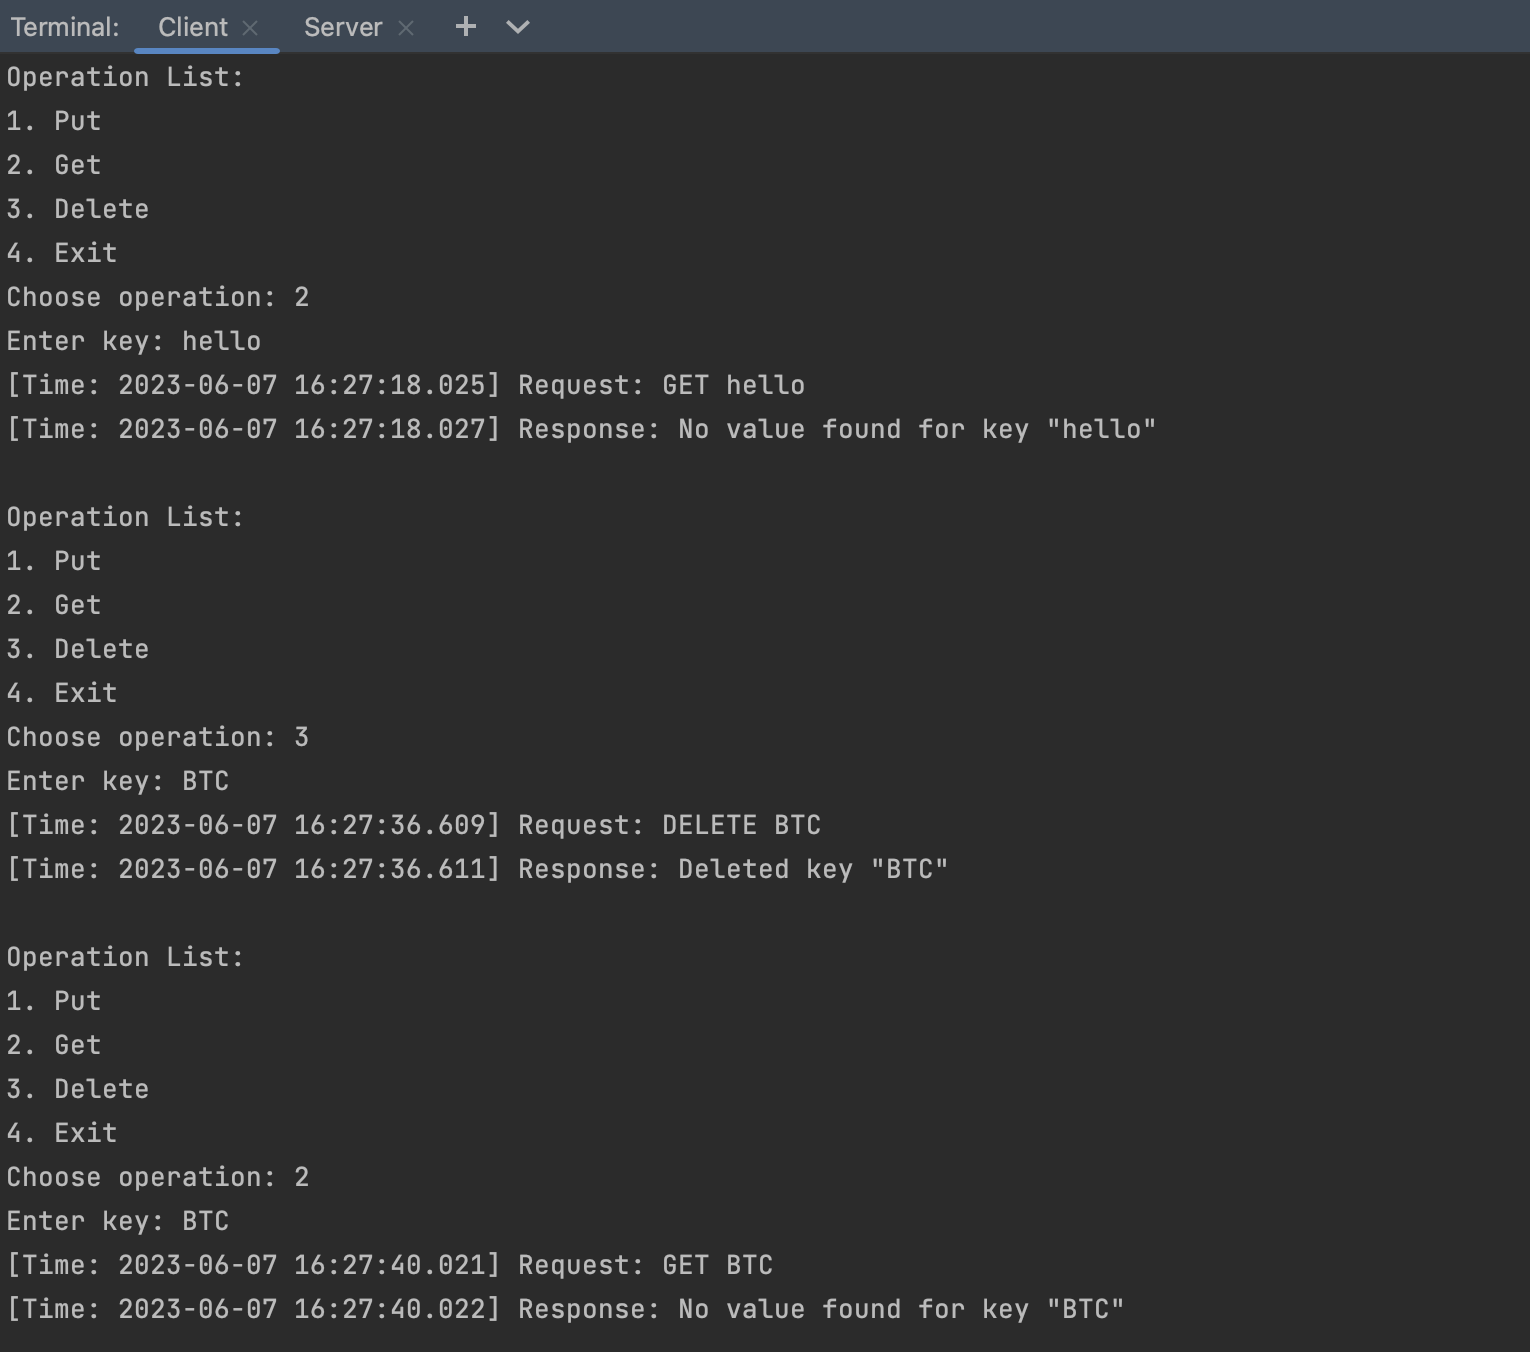 Terminal: Client Server
Operation List:
1. Put
2. Get
3. Delete
4. Exit
Choose operation: 2
Enter key: hello
[Time: 2023-06-07 16:27:18.025] Request: GET hello
[Time: 2023-06-07 16:27:18.027] Response: No value found for key "hello"

Operation List:
1. Put
2. Get
3. Delete
4. Exit
Choose operation: 3
Enter key: BTC
[Time: 2023-06-07 16:27:36.609] Request: DELETE BTC
[Time: 2023-06-07 16:27:36.611] Response: Deleted key "BTC"

Operation List:
1. Put
2. Get
3. Delete
4. Exit
Choose operation: 2
Enter key: BTC
[Time: 2023-06-07 16:27:40.021] Request: GET BTC
[Time: 2023-06-07 16:27:40.022] Response: No value found for key "BTC"